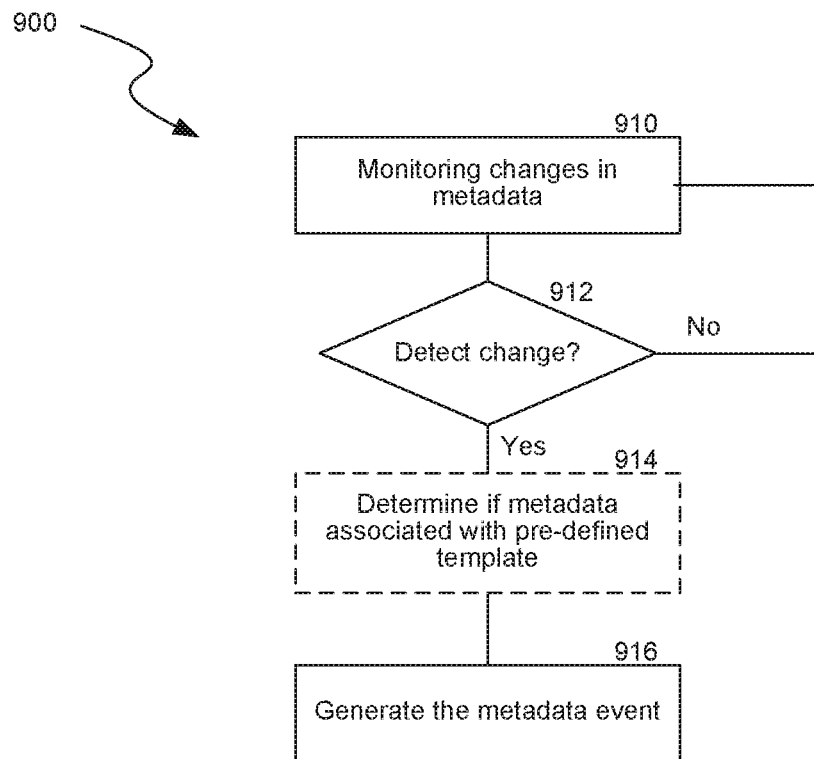 900
910
Monitoring changes in
metadata
912
Detect change?
No
Yes
914
Determine if metadata
associated with pre-defined
template
916
Generate the metadata event